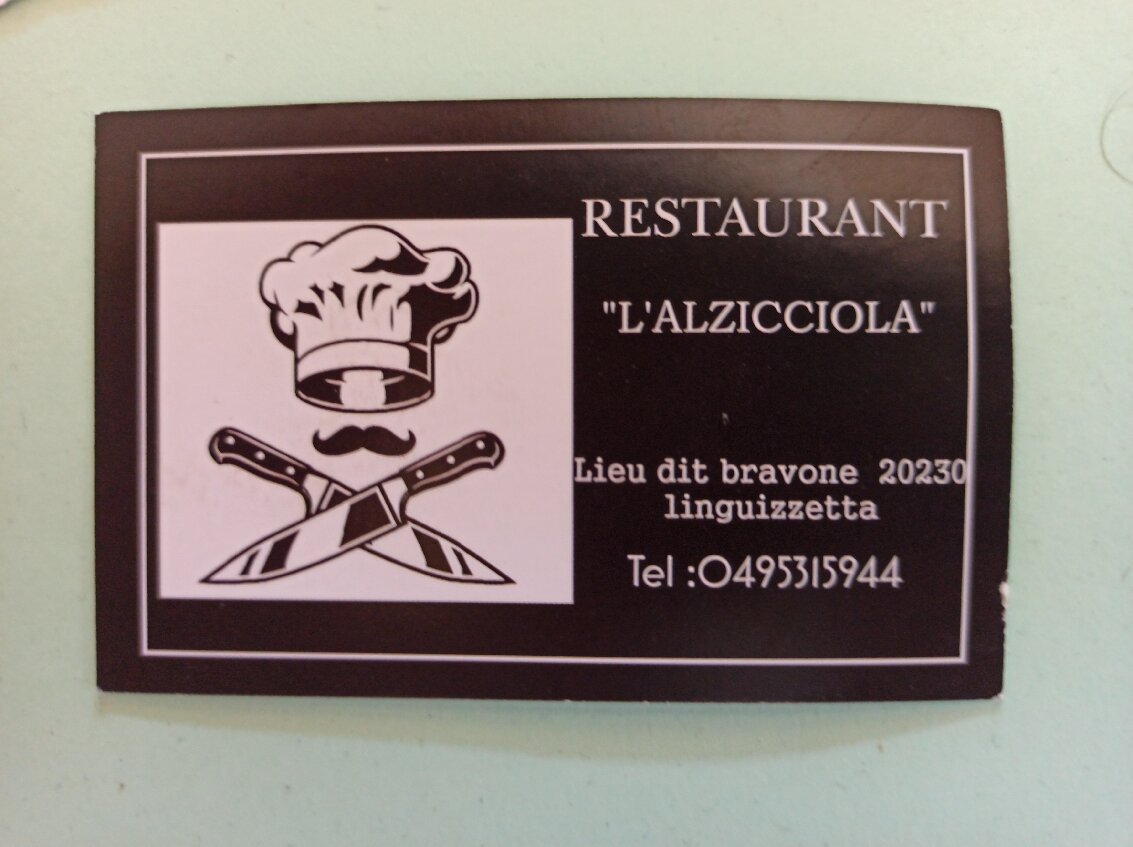 RESTAURANT
"L'ALZICCIOLA"
Lieu dit bravone 20230
linguizzetta
Tel :0495315944